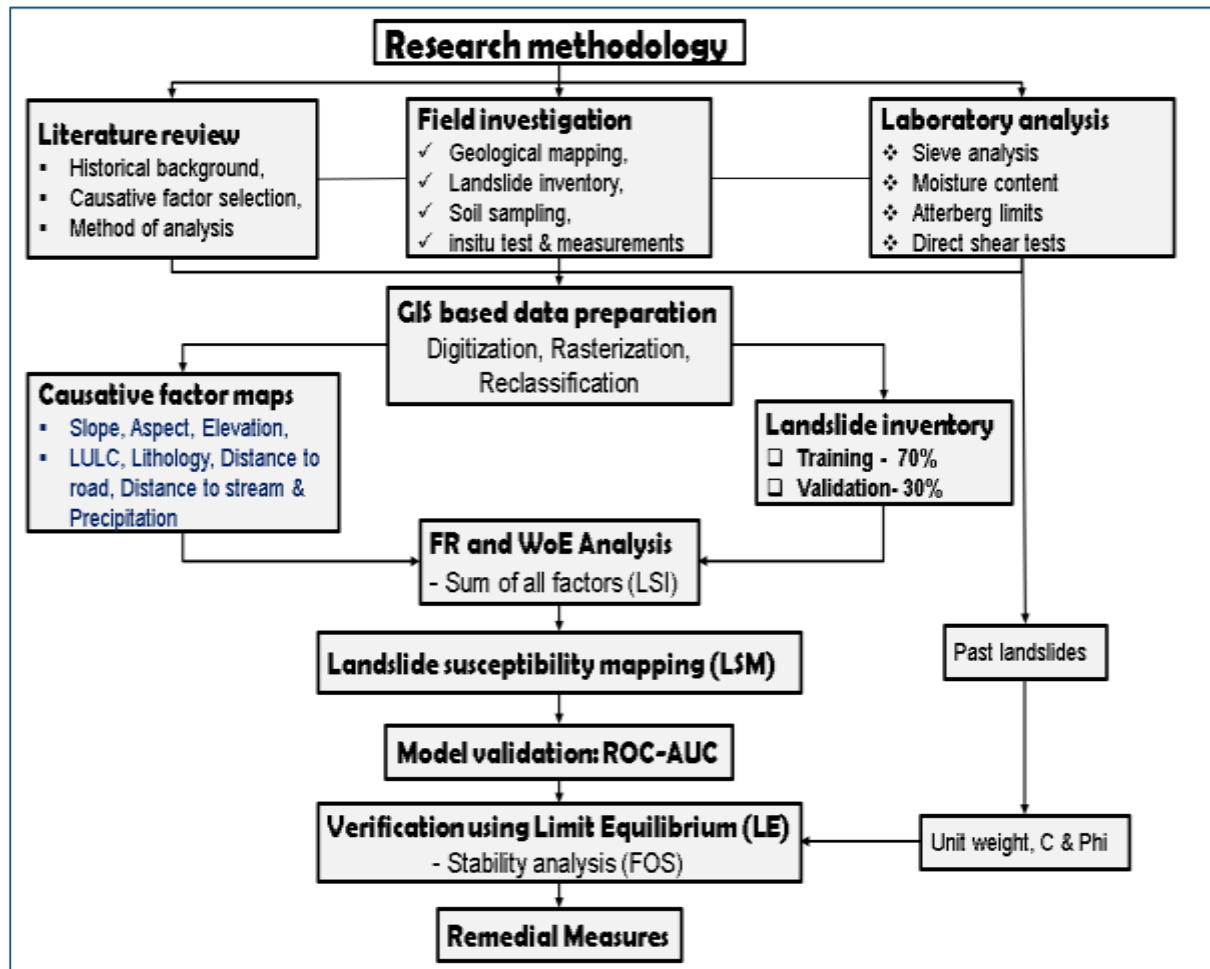 Research methodology
Literature review
▪ Historical background,
▪ Causative factor selection,
▪ Method of analysis
Field investigation
✓ Geological mapping,
✓ Landslide inventory,
✓ Soil sampling,
✓ insitu test & measurements
Laboratory analysis
❖ Sieve analysis
❖ Moisture content
❖ Atterberg limits
❖ Direct shear tests
GIS based data preparation
Digitization, Rasterization,
Reclassification
Causative factor maps
▪ Slope, Aspect, Elevation,
▪ LULC, Lithology, Distance to
road, Distance to stream &
Precipitation
Landslide inventory
❑ Training - 70%
❑ Validation- 30%
FR and WoE Analysis
- Sum of all factors (LSI)
Landslide susceptibility mapping (LSM)
Past landslides
Model validation: ROC-AUC
Verification using Limit Equilibrium (LE)
- Stability analysis (FOS)
Unit weight, C & Phi
Remedial Measures